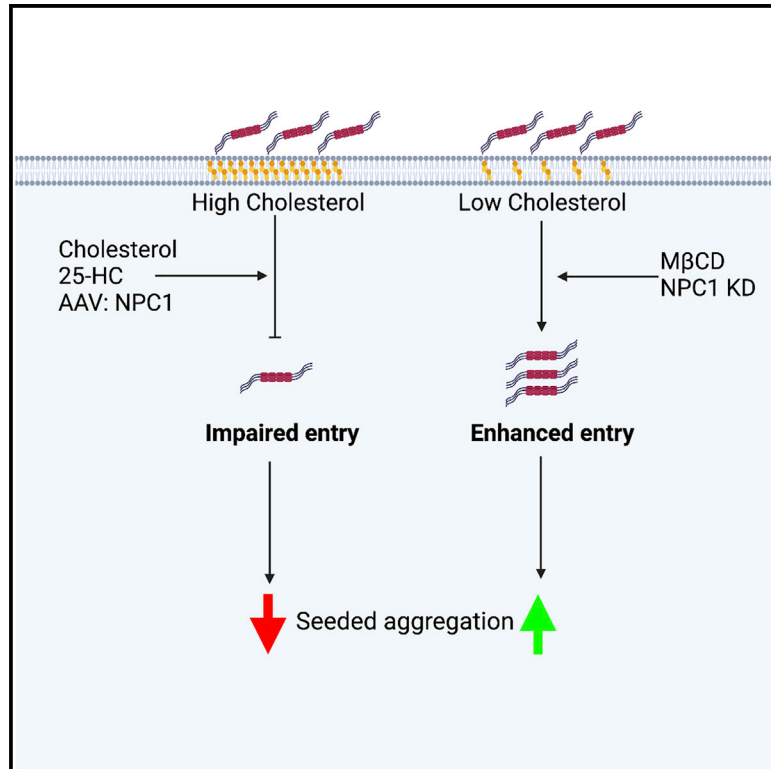 High Cholesterol
Low Cholesterol
Cholesterol
25-HC
AAV: NPC1
MβCD
NPC1 KD
Impaired entry
Enhanced entry
Seeded aggregation